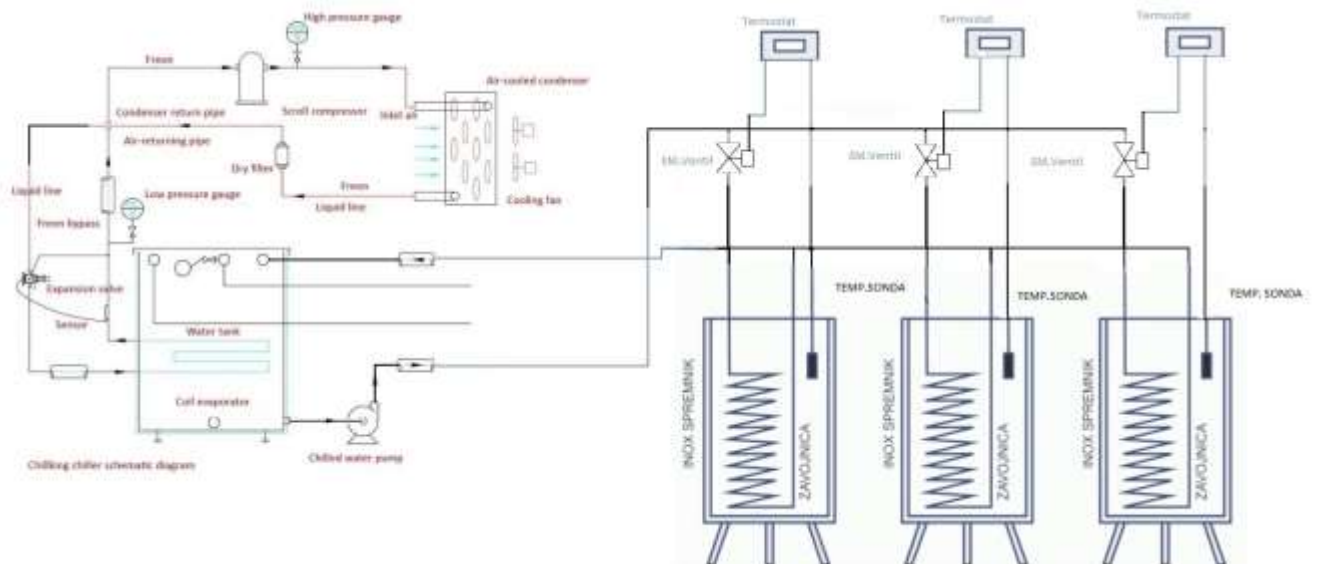 High pressure gauge
Termostat
Termostat
Termostat
Freon
Air-cooled condenser
Condenser return pipe
Scroll compressor
Inlet air
Air-returning pipe
Dry filter
EM.Ventil
EM.Ventil
EM.Ventil
Liquid line
Low pressure gauge
Freon
Liquid line
Cooling fan
Freon bypass
Expansion valve
Sensor
Water tank
TEMP.SONDA
TEMP.SONDA
TEMP. SONDA
Coil evaporator
Chilled water pump
Chillking chiller schematic diagram
INOX SPREMNIK
ZAVOJNICA
INOX SPREMNIK
ZAVOJNICA
INOX SPREMNIK
ZAVOJNICA